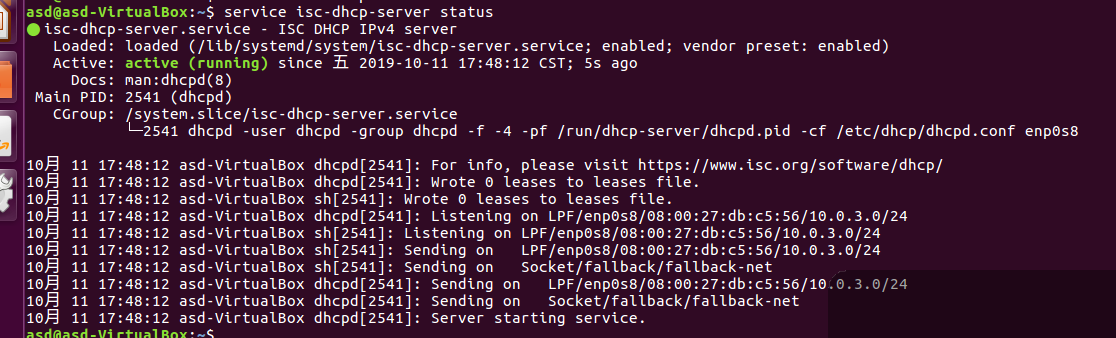 asd@asd-VirtualBox:~$ service isc-dhcp-server status
● isc-dhcp-server.service - ISC DHCP IPv4 server
   Loaded: loaded (/lib/systemd/system/isc-dhcp-server.service; enabled; vendor preset: enabled)
   Active: active (running) since 五 2019-10-11 17:48:12 CST; 5s ago
     Docs: man:dhcpd(8)
 Main PID: 2541 (dhcpd)
   CGroup: /system.slice/isc-dhcp-server.service
           └─2541 dhcpd -user dhcpd -group dhcpd -f -4 -pf /run/dhcp-server/dhcpd.pid -cf /etc/dhcp/dhcpd.conf enp0s8
10月 11 17:48:12 asd-VirtualBox dhcpd[2541]: For info, please visit https://www.isc.org/software/dhcp/
10月 11 17:48:12 asd-VirtualBox dhcpd[2541]: Wrote 0 leases to leases file.
10月 11 17:48:12 asd-VirtualBox sh[2541]: Wrote 0 leases to leases file.
10月 11 17:48:12 asd-VirtualBox dhcpd[2541]: Listening on LPF/enp0s8/08:00:27:db:c5:56/10.0.3.0/24
10月 11 17:48:12 asd-VirtualBox sh[2541]: Listening on LPF/enp0s8/08:00:27:db:c5:56/10.0.3.0/24
10月 11 17:48:12 asd-VirtualBox sh[2541]: Sending on   LPF/enp0s8/08:00:27:db:c5:56/10.0.3.0/24
10月 11 17:48:12 asd-VirtualBox sh[2541]: Sending on   Socket/fallback/fallback-net
10月 11 17:48:12 asd-VirtualBox dhcpd[2541]: Sending on   LPF/enp0s8/08:00:27:db:c5:56/10.0.3.0/24
10月 11 17:48:12 asd-VirtualBox dhcpd[2541]: Sending on   Socket/fallback/fallback-net
10月 11 17:48:12 asd-VirtualBox dhcpd[2541]: Server starting service.
asd@asd-VirtualBox:~$